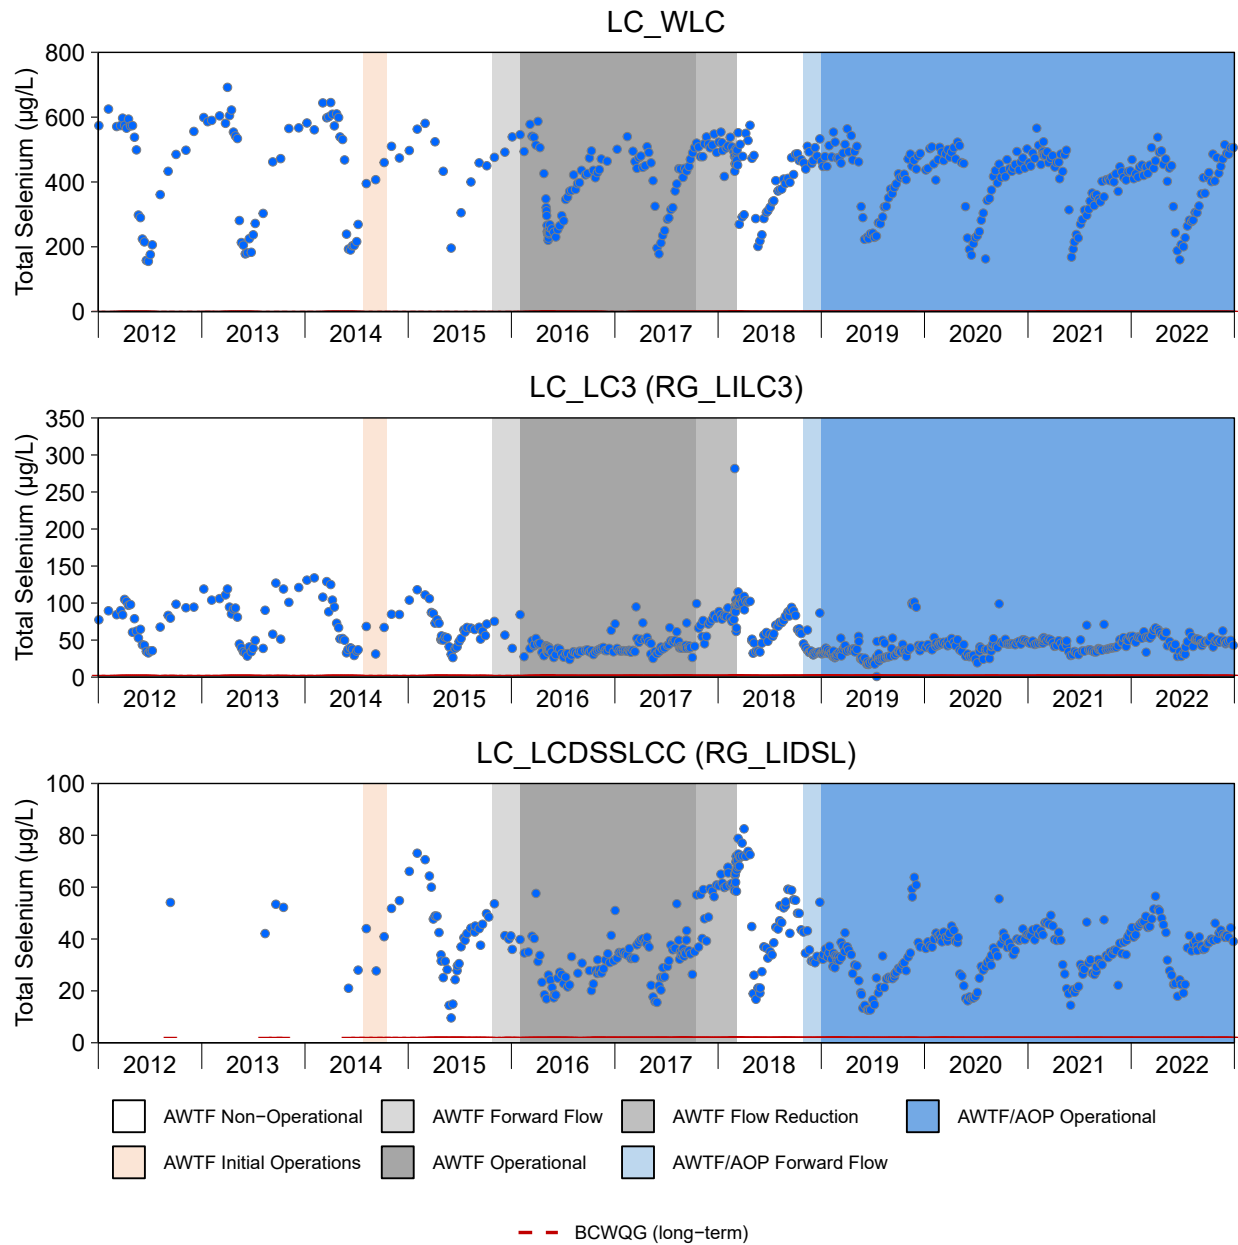 LC_WLC
Total Selenium (µg/L)
800
600
400
200
0
2012 2013 2014 2015 2016 2017 2018 2019 2020 2021 2022
LC_LC3 (RG_LILC3)
Total Selenium (µg/L)
350
300
250
200
150
100
50
0
2012 2013 2014 2015 2016 2017 2018 2019 2020 2021 2022
LC_LCDSSLCC (RG_LIDSL)
Total Selenium (µg/L)
100
80
60
40
20
0
2012 2013 2014 2015 2016 2017 2018 2019 2020 2021 2022
AWTF Non−Operational AWTF Forward Flow AWTF Flow Reduction AWTF/AOP Operational
AWTF Initial Operations AWTF Operational AWTF/AOP Forward Flow
BCWQG (long−term)